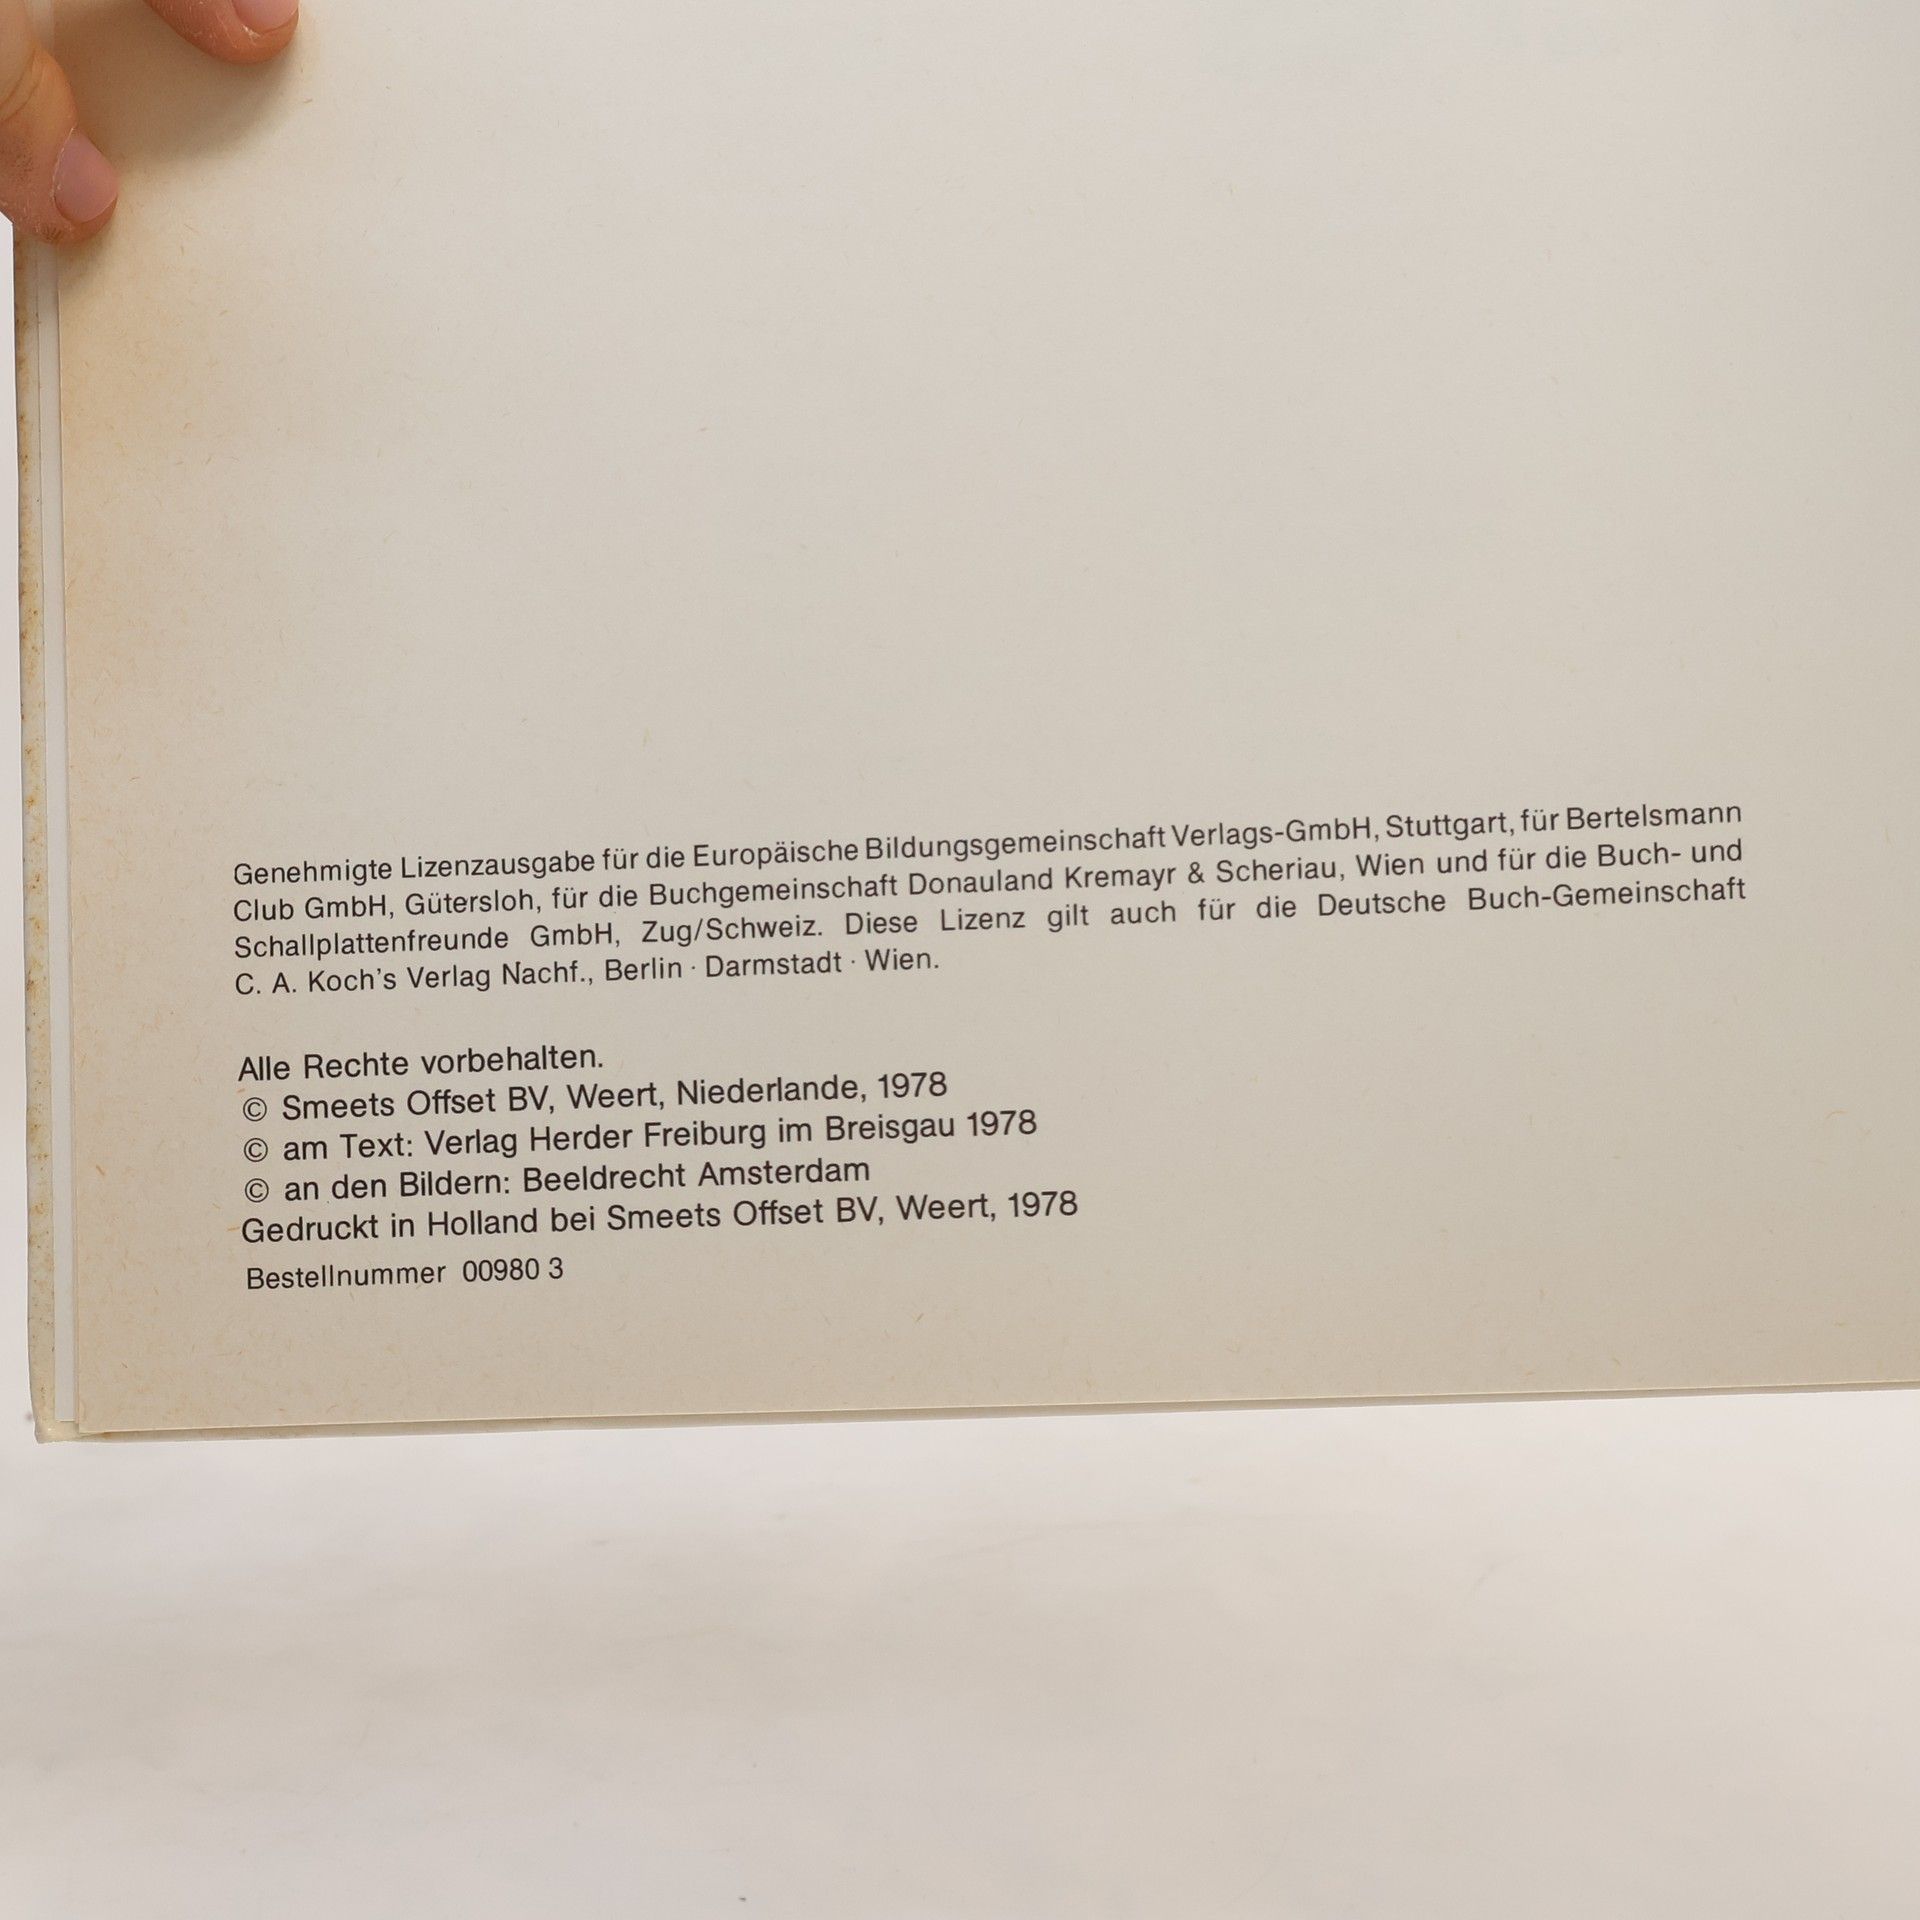 Genehmigte Lizenzausgabe für die Europäische Bildungsgemeinschaft Verlags-GmbH, Stuttgart, für Bertelsmann
Club GmbH, Gütersloh, für die Buchgemeinschaft Donauland Kremayr & Scheriau, Wien und für die Buch- und
Schallplattenfreunde GmbH, Zug/Schweiz. Diese Lizenz gilt auch für die Deutsche Buch-Gemeinschaft
C. A. Koch's Verlag Nachf., Berlin · Darmstadt · Wien.
Alle Rechte vorbehalten.
© Smeets Offset BV, Weert, Niederlande, 1978
© am Text: Verlag Herder Freiburg im Breisgau 1978
© an den Bildern: Beeldrecht Amsterdam
Gedruckt in Holland bei Smeets Offset BV, Weert, 1978
Bestellnummer 00980 3